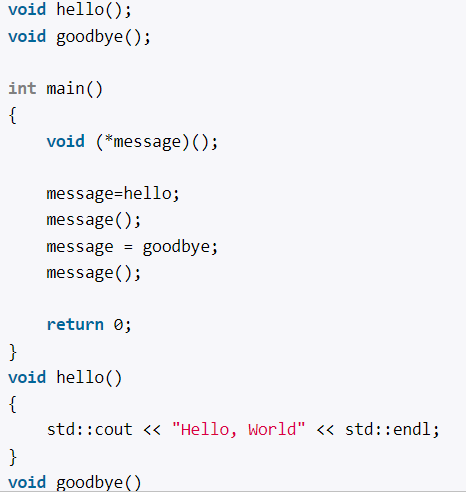 void hello();
void goodbye();
int main()
{
    void (*message)();
    message=hello;
    message();
    message = goodbye;
    message();
    return 0;
}
void hello()
{
    std::cout << "Hello, World" << std::endl;
}
void goodbye()